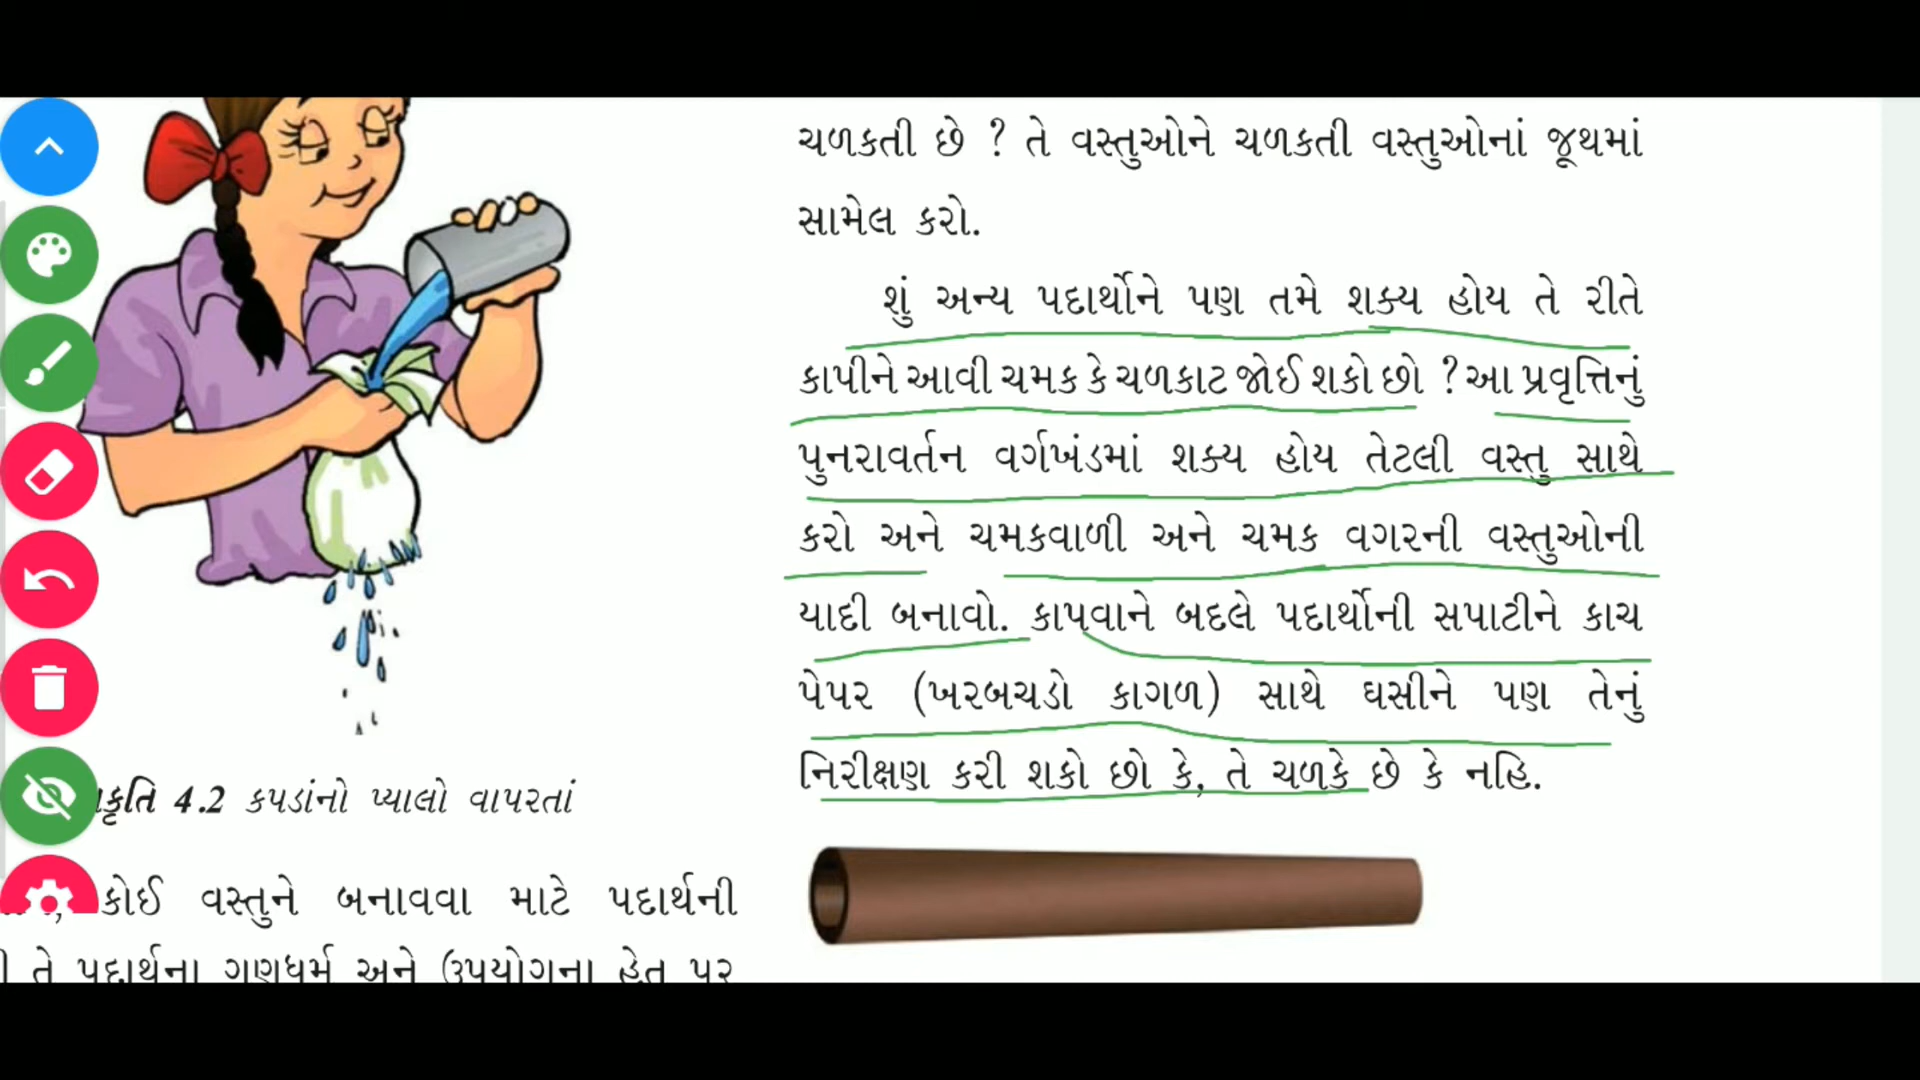 ચળકતી છે ? તે વસ્તુઓને ચળકતી વસ્તુઓનાં જૂથમાં
સામેલ કરો.
શું અન્ય પદાર્થોને પણ તમે શક્ય હોય તે રીતે
કાપીને આવી ચમક કે ચળકાટ જોઈ શકો છો ? આ પ્રવૃત્તિનું
પુનરાવર્તન વર્ગખંડમાં શક્ય હોય તેટલી વસ્તુ સાથે
કરો અને ચમકવાળી અને ચમક વગરની વસ્તુઓની
યાદી બનાવો. કાપવાને બદલે પદાર્થોની સપાટીને કાચ
પેપર (ખરબચડો કાગળ) સાથે ઘસીને પણ તેનું
નિરીક્ષણ કરી શકો છો કે, તે ચળકે છે કે નહિ.
4.2 કપડાંનો પ્યાલો વાપરતાં
કોઈ વસ્તુને બનાવવા માટે પદાર્થની
તે પદાર્થના ગુણધર્મ અને ઉપયોગના હેતુ પર